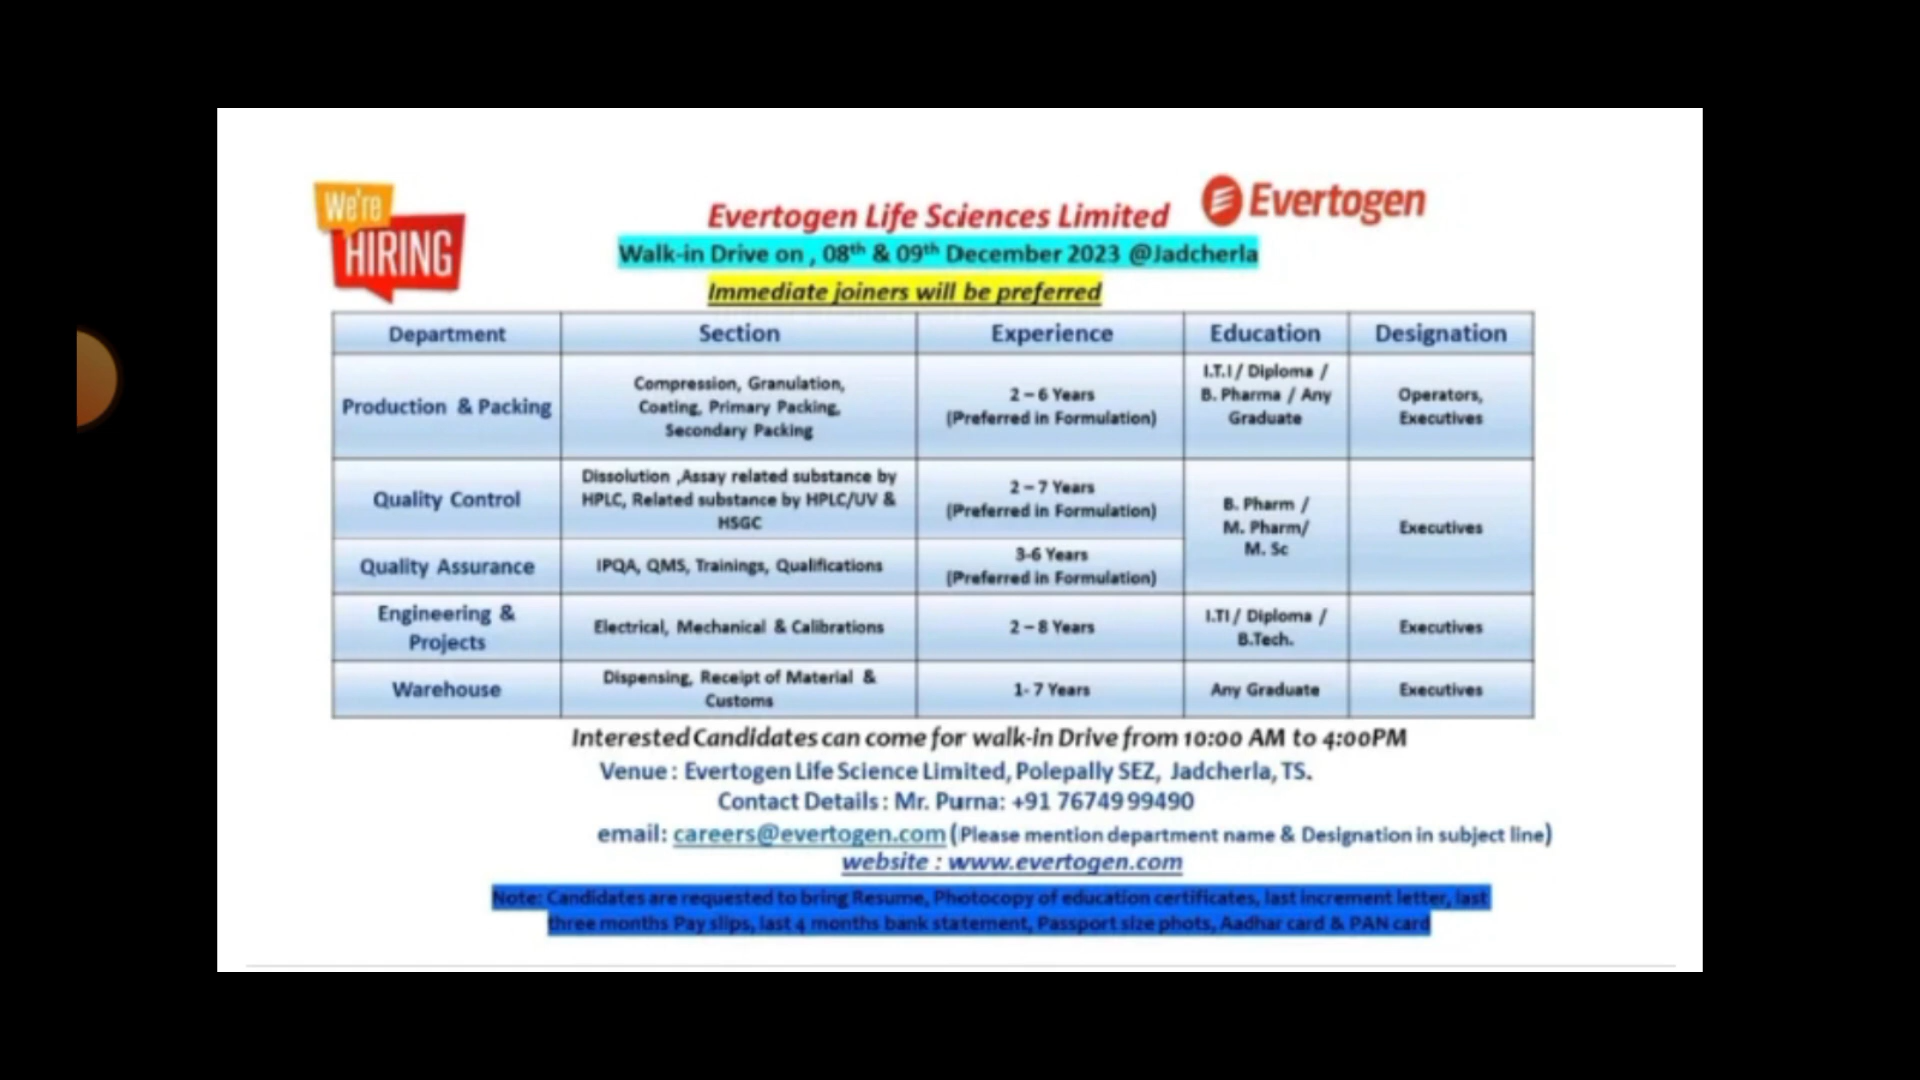 We're
HIRING
Evertogen Life Sciences Limited
Evertogen
Walk-in Drive on , 08th & 09th December 2023 @Jadcherla
Immediate joiners will be preferred
Department Section Experience Education Designation
Production & Packing
Compression, Granulation,
Coating, Primary Packing,
Secondary Packing
2 – 6 Years
(Preferred in Formulation)
I.T.I / Diploma /
B. Pharma / Any
Graduate
Operators,
Executives
Quality Control
Dissolution ,Assay related substance by
HPLC, Related substance by HPLC/UV &
HSGC
2 – 7 Years
(Preferred in Formulation)
B. Pharm /
M. Pharm/
M. Sc
Executives
Quality Assurance
IPQA, QMS, Trainings, Qualifications
3-6 Years
(Preferred in Formulation)
Engineering &
Projects
Electrical, Mechanical & Calibrations
2 – 8 Years
I.TI / Diploma /
B.Tech.
Executives
Warehouse
Dispensing, Receipt of Material &
Customs
1- 7 Years
Any Graduate
Executives
Interested Candidates can come for walk-in Drive from 10:00 AM to 4:00PM
Venue : Evertogen Life Science Limited, Polepally SEZ, Jadcherla, TS.
Contact Details : Mr. Purna: +91 76749 99490
email: careers@evertogen.com (Please mention department name & Designation in subject line)
website : www.evertogen.com
Note: Candidates are requested to bring Resume, Photocopy of education certificates, last increment letter, last
three months Pay slips, last 4 months bank statement, Passport size phots, Aadhar card & PAN card